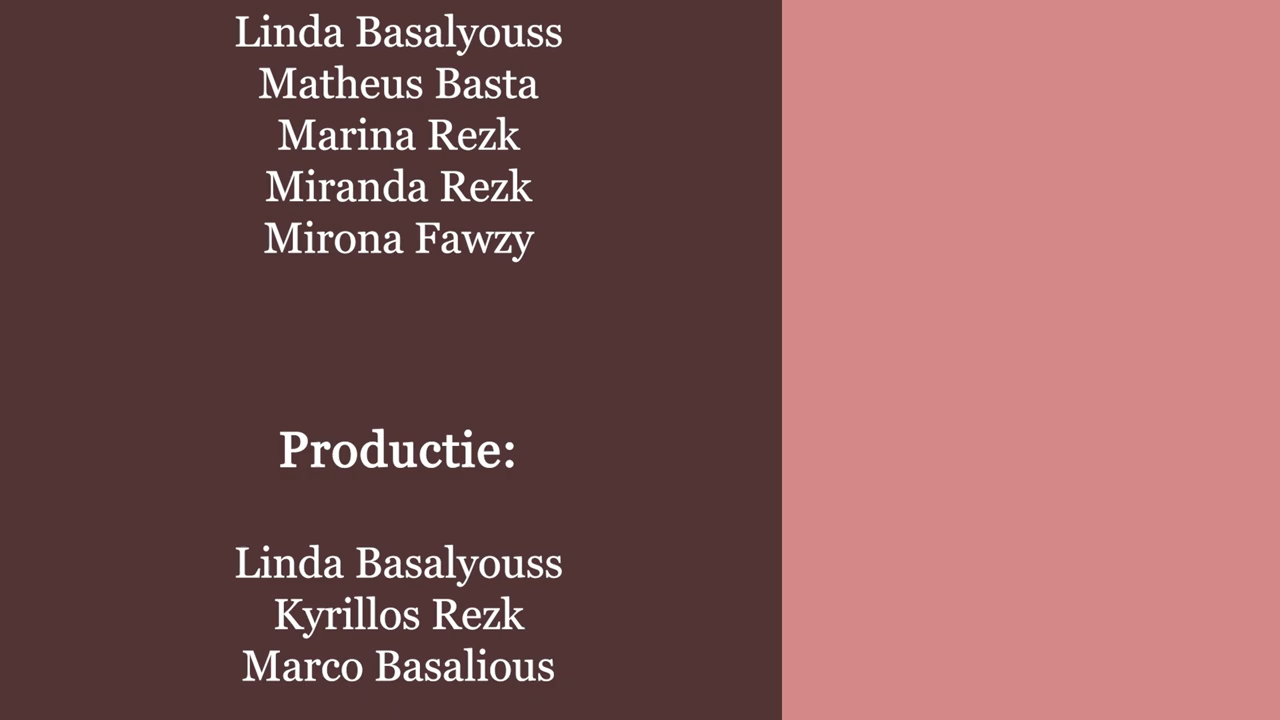 Linda Basalyouss
Matheus Basta
Marina Rezk
Miranda Rezk
Mirona Fawzy
Productie:
Linda Basalyouss
Kyrillos Rezk
Marco Basalious